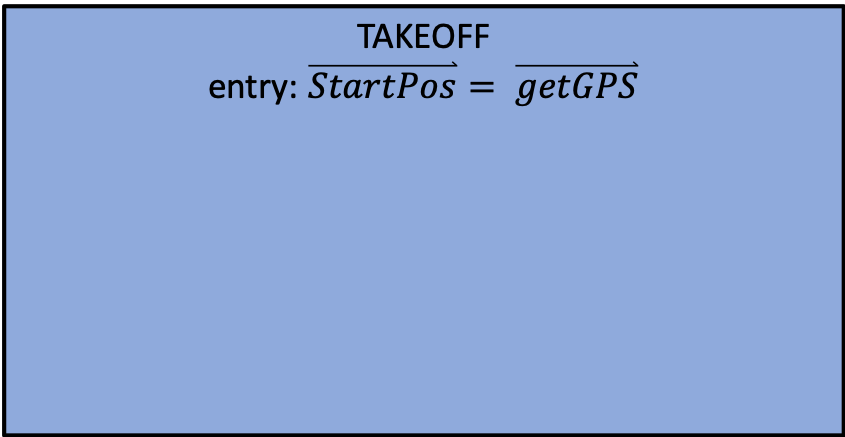 TAKEOFF
entry: StartPos = getGPS